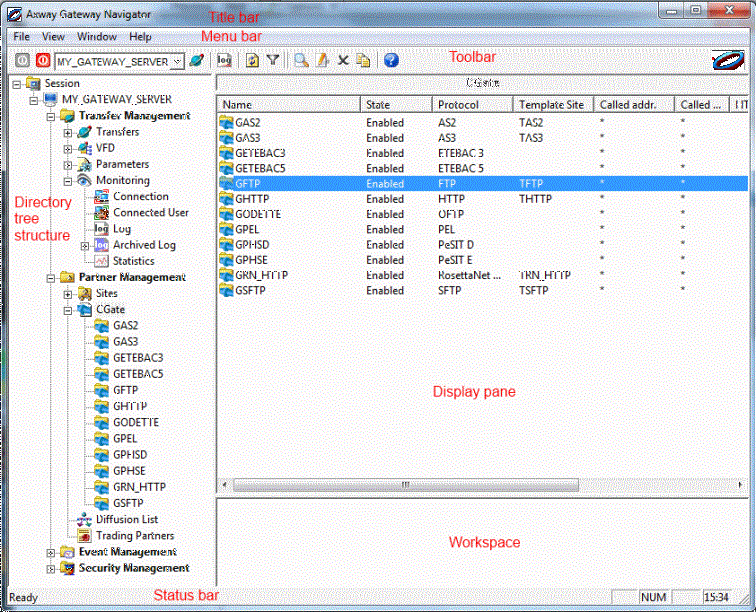 Axway Gateway Navigator
Title bar
File View Window Help
Menu bar
MY_GATEWAY_SERVER
log
Toolbar
Session
MY_GATEWAY_SERVER
Transfer Management
Transfers
VFD
Parameters
Monitoring
Connection
Connected User
log Log
log Archived Log
Statistics
Partner Management
Sites
CGate
GAS2
GAS3
GETEBAC3
GETEBAC5
GFTP
GHTTP
GODETTE
GPEL
GPHSD
GPHSE
GRN_HTTP
GSFTP
Diffusion List
Trading Partners
Event Management
Security Management
Directory
tree
structure
CGate
Name State Protocol Template Site Called addr. Called ...
GAS2 Enabled AS2 TAS2 * *
GAS3 Enabled AS3 TAS3 * *
GETEBAC3 Enabled ETEBAC 3 * *
GETEBAC5 Enabled ETEBAC 5 * *
GFTP Enabled FTP TFTP * *
GHTTP Enabled HTTP THTTP * *
GODETTE Enabled OFTP * *
GPEL Enabled PEL * *
GPHSD Enabled PeSIT D * *
GPHSE Enabled PeSIT E * *
GRN_HTTP Enabled RosettaNet ... TRN_HTTP * *
GSFTP Enabled SFTP TSFTP * *
Display pane
Workspace
Ready
Status bar
NUM
15:34